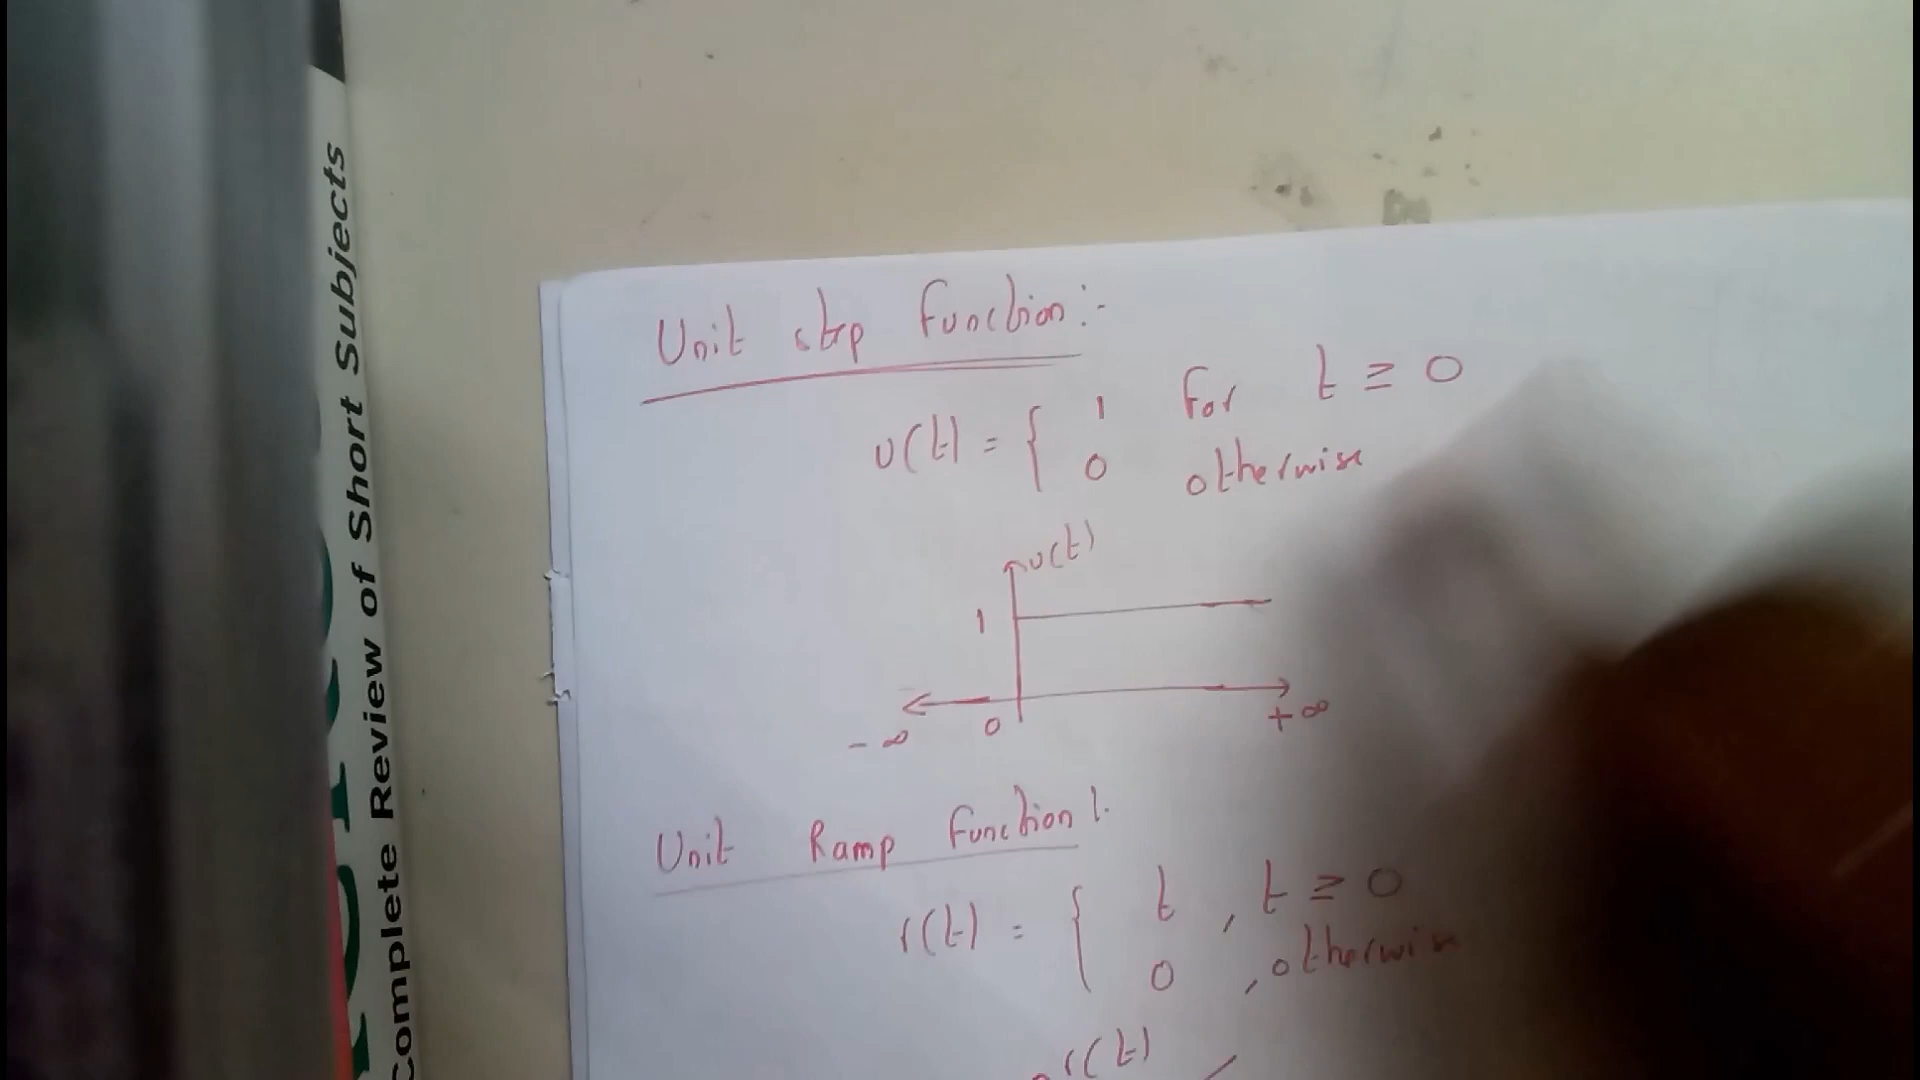 Complete Review of Short Subjects
Unit step function:-
u(t) = { 1 for t ≥ 0
0 otherwise
u(t)
1
0
- ∞
+ ∞
Unit Ramp function :-
r(t) = { t , t ≥ 0
0 , otherwise
r(t)